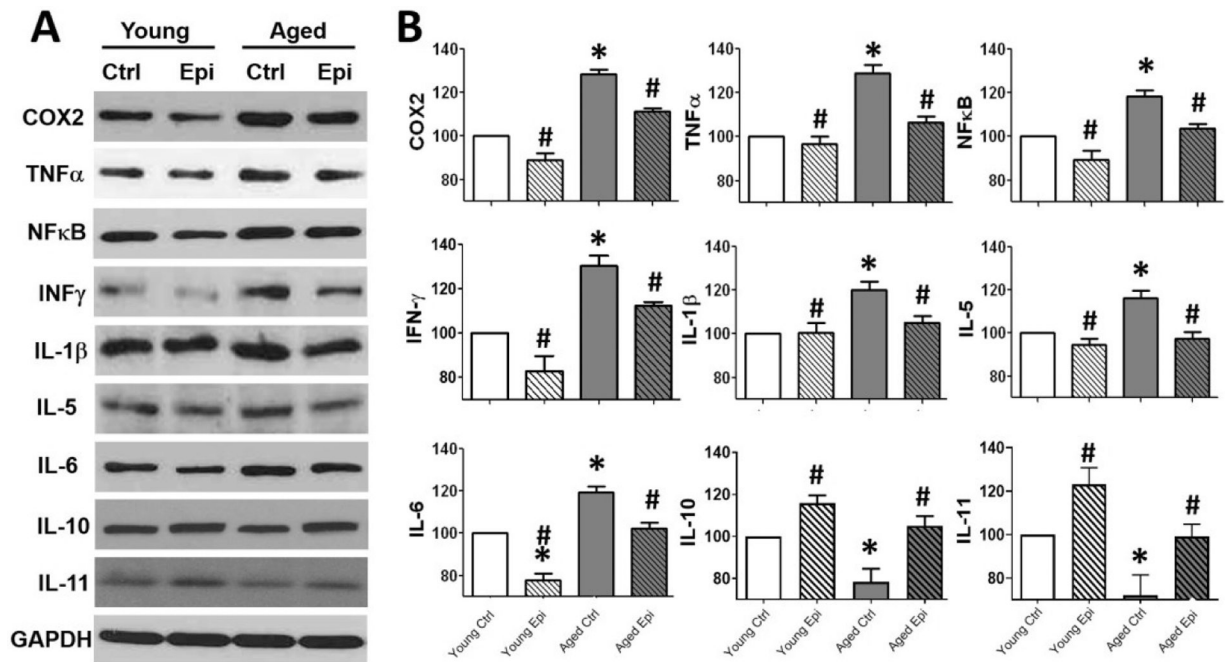 A
Young Aged
Ctrl Epi Ctrl Epi
COX2
TNFα
NFκB
INFγ
IL-1β
IL-5
IL-6
IL-10
IL-11
GAPDH
B
COX2
140
120
100
80
*
#
#
TNFα
140
120
100
80
*
#
#
NFκB
140
120
100
80
*
#
#
IFN-γ
140
120
100
80
*
#
#
IL-1β
140
120
100
80
*
#
#
IL-5
140
120
100
80
*
#
#
IL-6
140
120
100
80
*
#
#
*
Young Ctrl
Young Epi
Aged Ctrl
Aged Epi
IL-10
140
120
100
80
#
#
*
Young Ctrl
Young Epi
Aged Ctrl
Aged Epi
IL-11
140
120
100
80
#
#
*
Young Ctrl
Young Epi
Aged Ctrl
Aged Epi